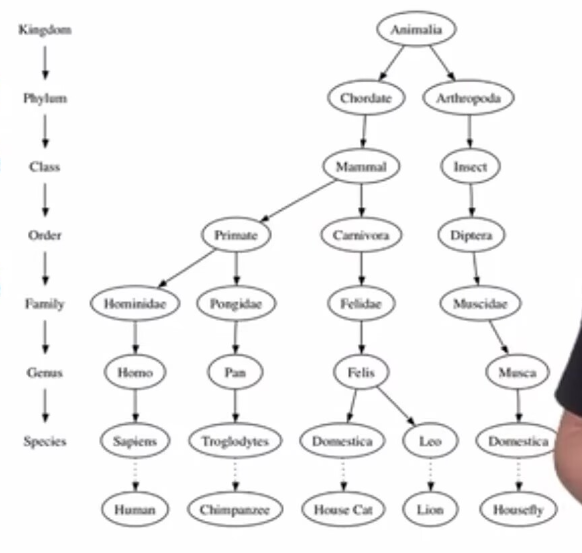 Kingdom Animalia
Phylum Chordate Arthropoda
Class Mammal Insect
Order Primate Carnivora Diptera
Family Hominidae Pongidae Felidae Muscidae
Genus Homo Pan Felis Musca
Species Sapiens Troglodytes Domestica Leo Domestica
Human Chimpanzee House Cat Lion Housefly